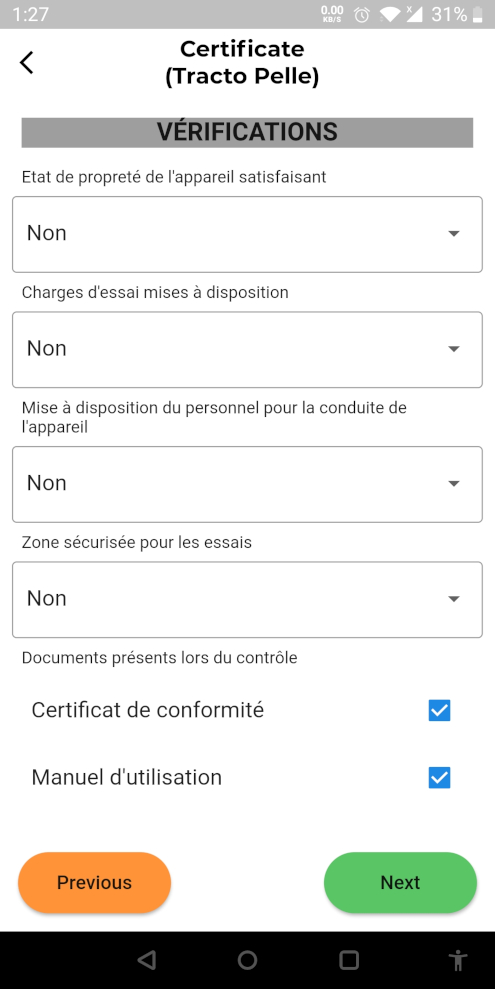 1:27
0.00
KB/S
x
31%
Certificate
(Tracto Pelle)
VÉRIFICATIONS
Etat de propreté de l'appareil satisfaisant
Non
Charges d'essai mises à disposition
Non
Mise à disposition du personnel pour la conduite de
l'appareil
Non
Zone sécurisée pour les essais
Non
Documents présents lors du contrôle
Certificat de conformité
Manuel d'utilisation
Previous
Next